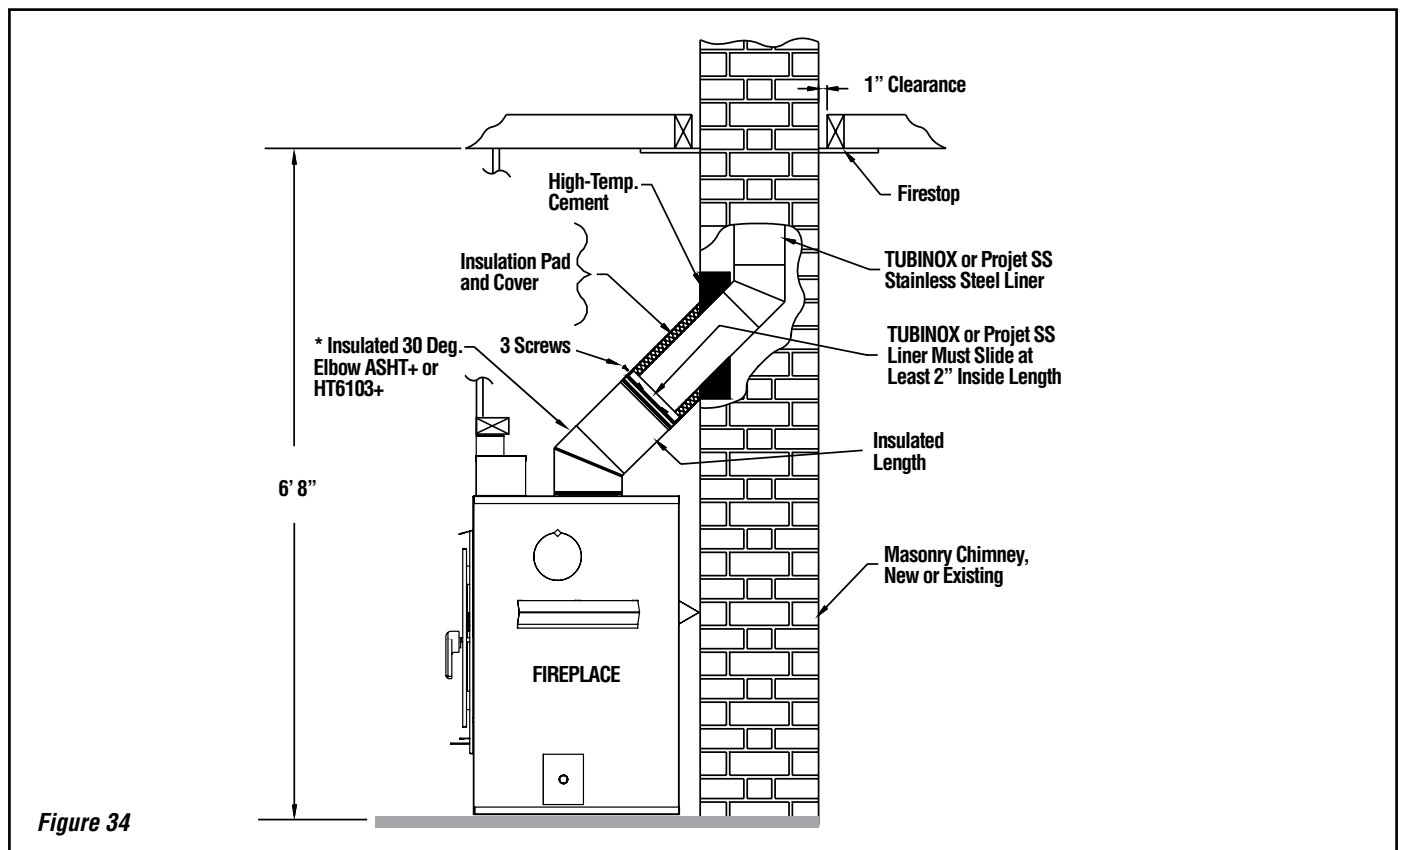 1” Clearance
High-Temp.
Cement
Firestop
Insulation Pad
and Cover
TUBINOX or Projet SS
Stainless Steel Liner
* Insulated 30 Deg.
Elbow ASHT+ or
HT6103+
3 Screws
TUBINOX or Projet SS
Liner Must Slide at
Least 2” Inside Length
Insulated
Length
6’ 8”
Masonry Chimney,
New or Existing
FIREPLACE
Figure 34